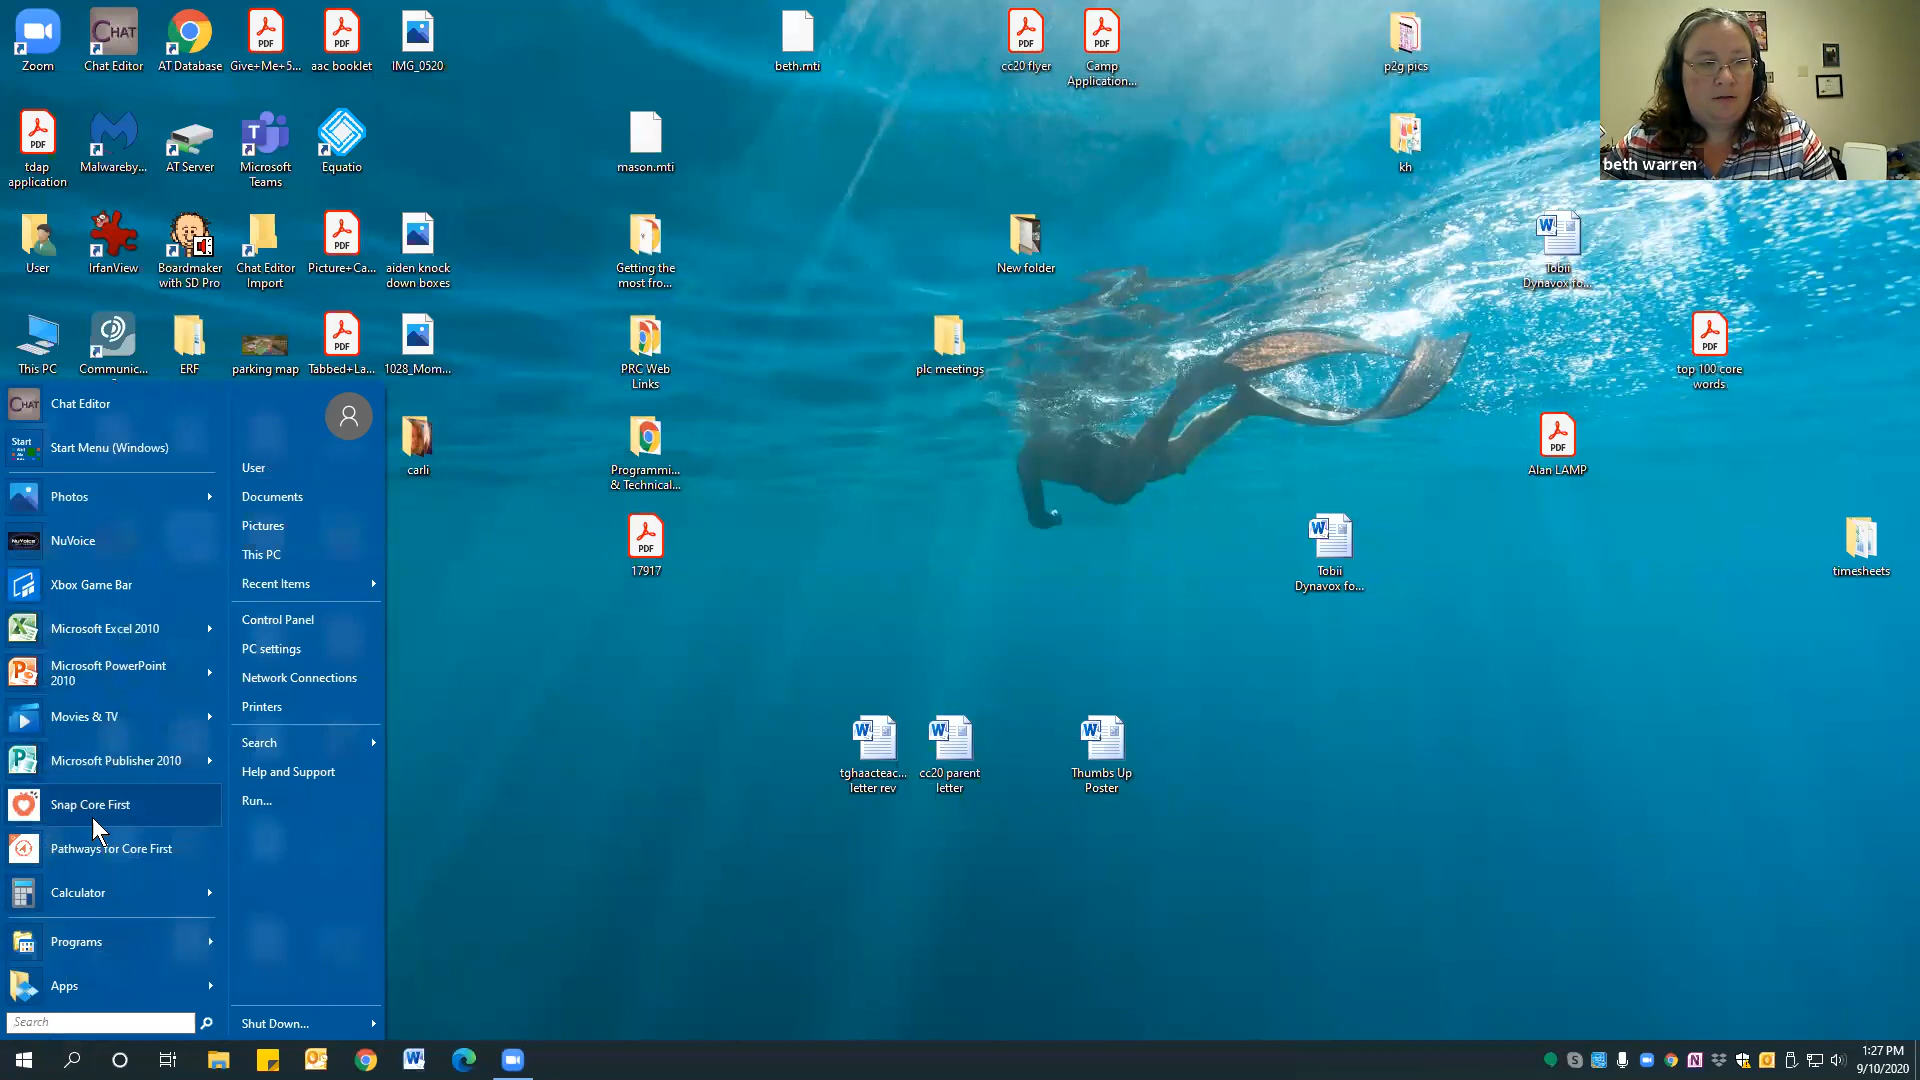 Zoom
Chat Editor
AT Database
Give+Me+5...
aac booklet
IMG_0520
beth.mti
cc20 flyer
Camp
Application...
p2g pics
beth warren
tdap
application
Malwareby...
AT Server
Microsoft
Teams
Equatio
mason.mti
kh
User
IrfanView
Boardmaker
with SD Pro
Chat Editor
Import
Picture+Ca...
aiden knock
down boxes
Getting the
most fro...
New folder
Tobii
Dynavox fo...
This PC
Communic...
ERF
parking map
Tabbed+La...
1028_Mom...
PRC Web
Links
plc meetings
top 100 core
words
carli
Programmi...
& Technical...
Alan LAMP
17917
Tobii
Dynavox fo...
timesheets
tghaacteac...
letter rev
cc20 parent
letter
Thumbs Up
Poster
Chat Editor
Start Menu (Windows)
Photos
NuVoice
Xbox Game Bar
Microsoft Excel 2010
Microsoft PowerPoint
2010
Movies & TV
Microsoft Publisher 2010
Snap Core First
Pathways for Core First
Calculator
Programs
Apps
Search
User
Documents
Pictures
This PC
Recent Items
Control Panel
PC settings
Network Connections
Printers
Search
Help and Support
Run...
Shut Down...
1:27 PM
9/10/2020